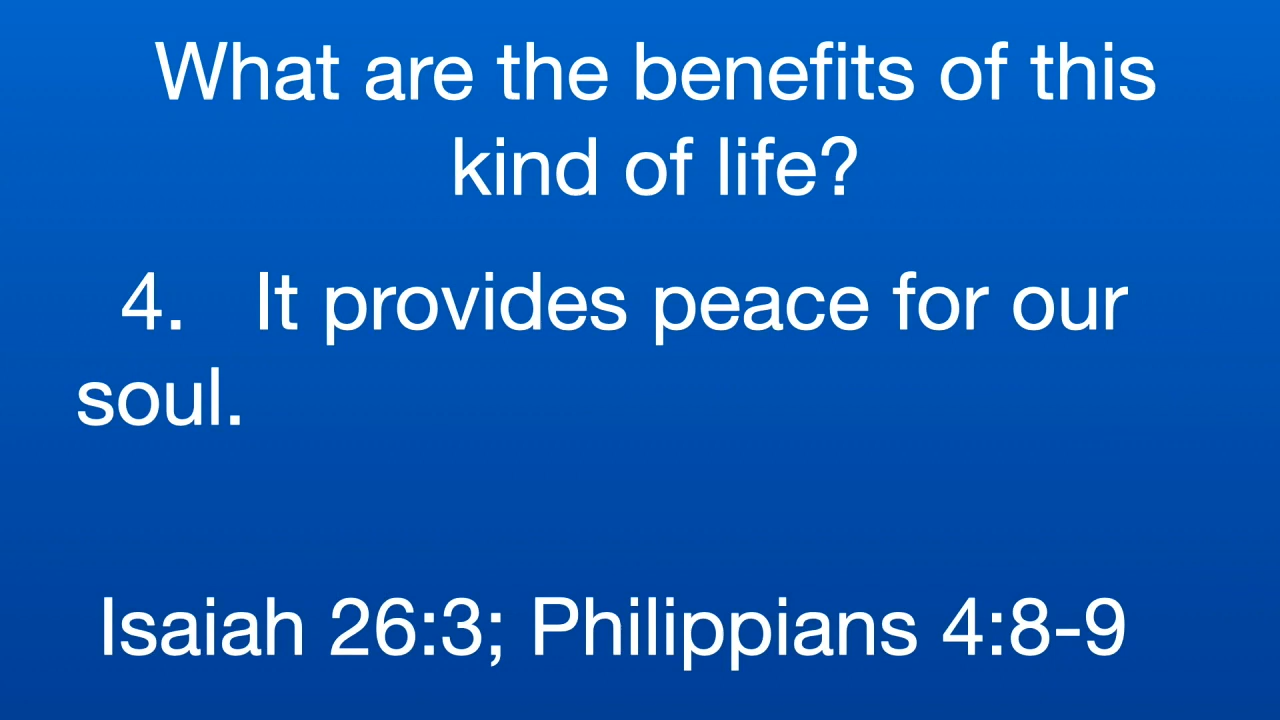 What are the benefits of this
kind of life?
4. It provides peace for our
soul.
Isaiah 26:3; Philippians 4:8-9